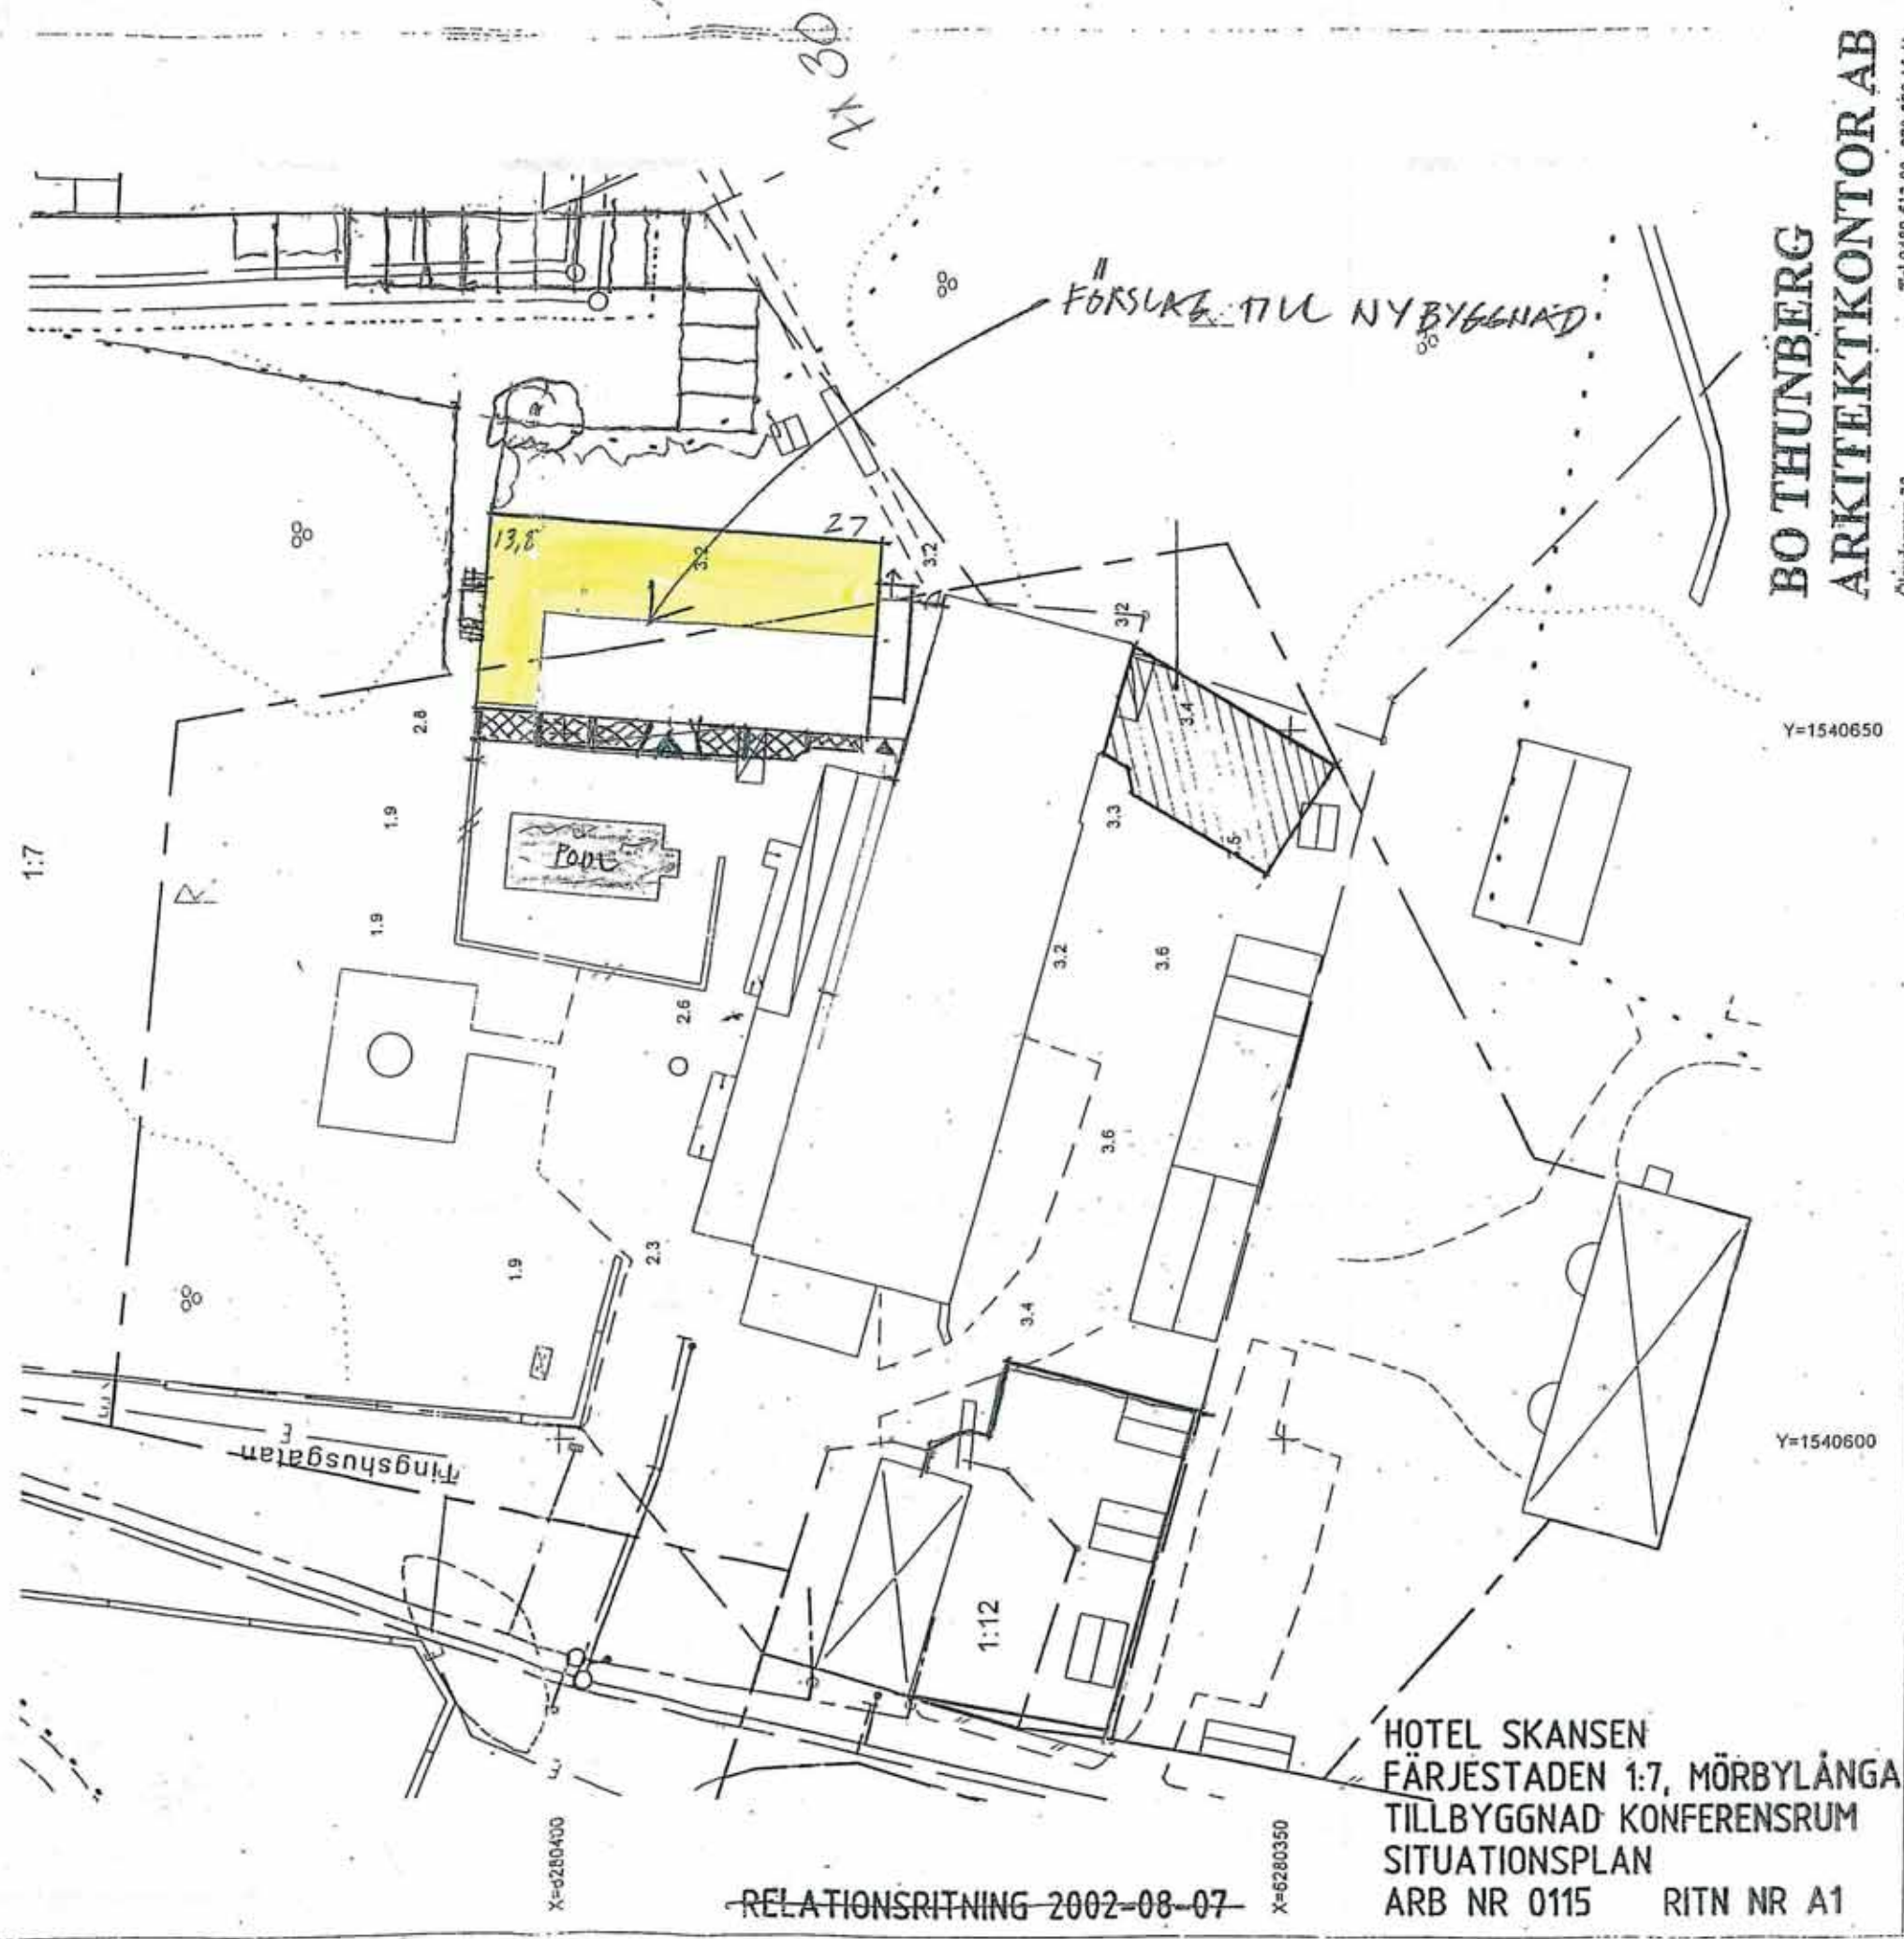 FÖRSLAG TILL NYBYGGNAD
13,8
27
3.2
3.2
3.2
3.4
2.8
1.9
POOL
3.3
1:7
1.9
3.2
3.6
2.6
3.6
2.3
1.9
3.4
Tingshusgatan
1:12
Y=1540650
Y=1540600
X=6280400
X=6280350
BO THUNBERG
ARKITEKTKONTOR AB
HOTEL SKANSEN
FÄRJESTADEN 1:7, MÖRBYLÅNGA
TILLBYGGNAD KONFERENSRUM
SITUATIONSPLAN
ARB NR 0115 RITN NR A1
RELATIONSRITNING 2002-08-07